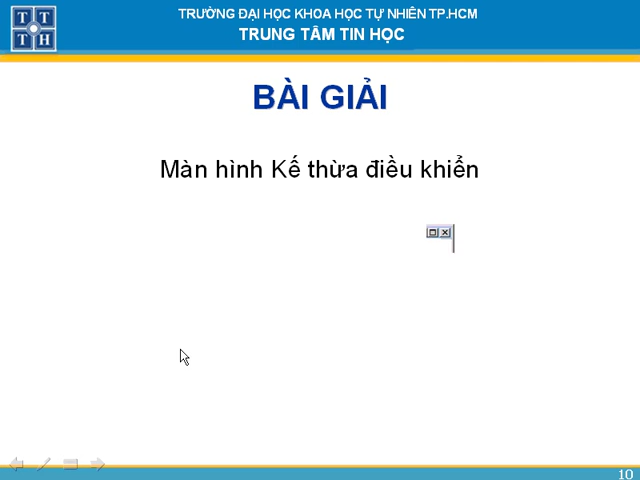 TRƯỜNG ĐẠI HỌC KHOA HỌC TỰ NHIÊN TP.HCM
TRUNG TÂM TIN HỌC
T T
T H
BÀI GIẢI
Màn hình Kế thừa điều khiển
10